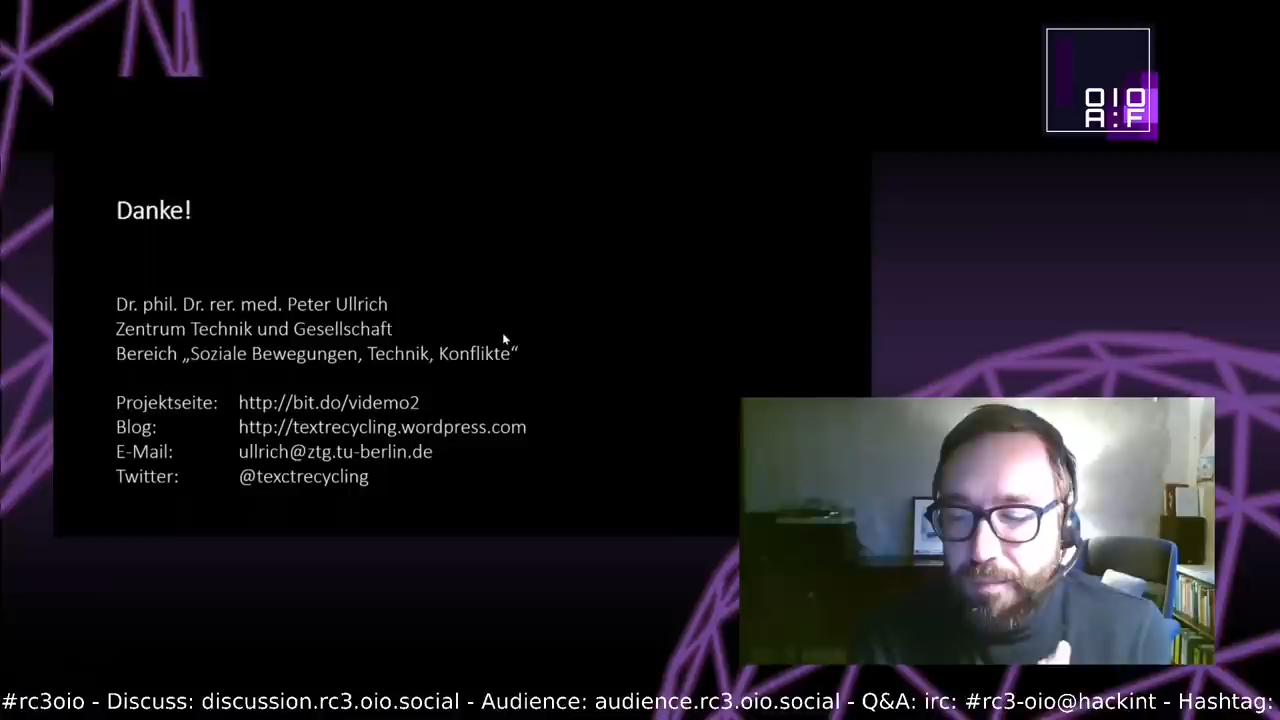 OIO
A:F
Danke!
Dr. phil. Dr. rer. med. Peter Ullrich
Zentrum Technik und Gesellschaft
Bereich „Soziale Bewegungen, Technik, Konflikte“
Projektseite: http://bit.do/videmo2
Blog: http://textrecycling.wordpress.com
E-Mail: ullrich@ztg.tu-berlin.de
Twitter: @texctrecycling
#rc3oio - Discuss: discussion.rc3.oio.social - Audience: audience.rc3.oio.social - Q&A: irc: #rc3-oio@hackint - Hashtag: